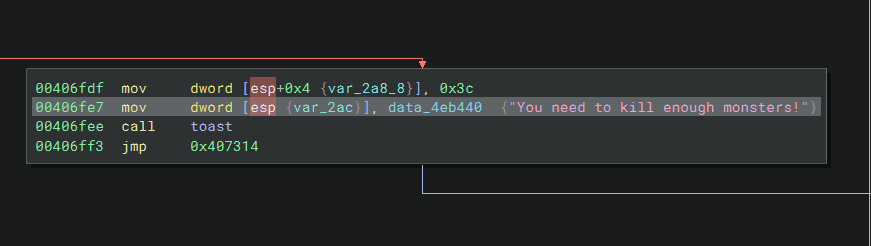 00406fdf mov dword [esp+0x4 {var_2a8_8}], 0x3c
00406fe7 mov dword [esp {var_2ac}], data_4eb440 {"You need to kill enough monsters!"}
00406fee call toast
00406ff3 jmp 0x407314